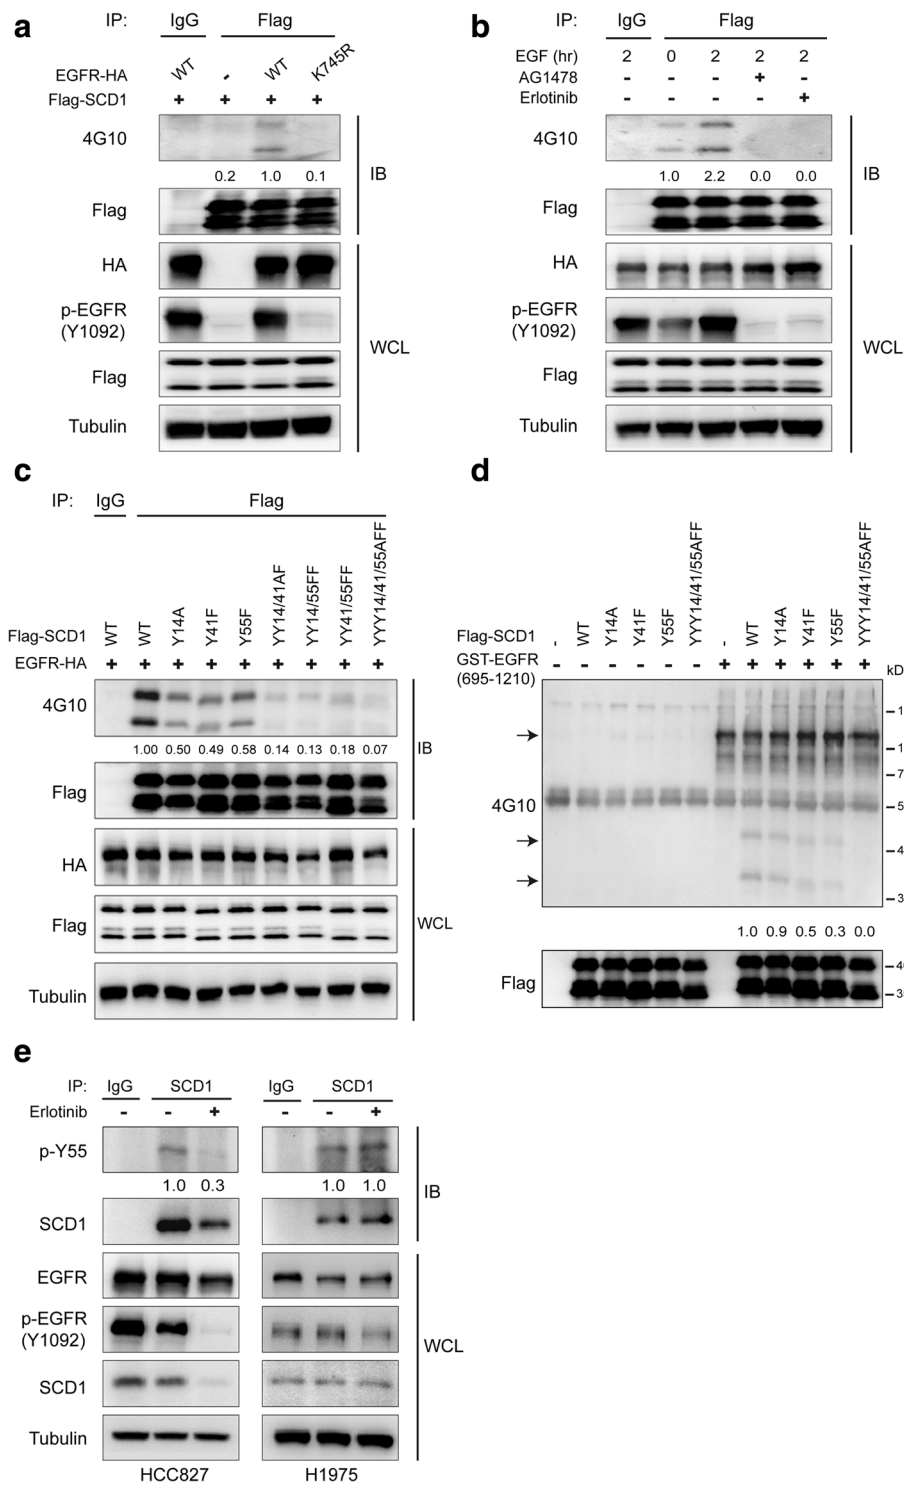 a
IP: IgG Flag
EGFR-HA WT - WT K745R
Flag-SCD1 + + + +
4G10
0.2 1.0 0.1
Flag
IB
HA
p-EGFR
(Y1092)
Flag
Tubulin
WCL
b
IP: IgG Flag
EGF (hr) 2 0 2 2 2
AG1478 - - - + -
Erlotinib - - - - +
4G10
1.0 2.2 0.0 0.0
Flag
IB
HA
p-EGFR
(Y1092)
Flag
Tubulin
WCL
c
IP: IgG Flag
Flag-SCD1 WT WT Y14A Y41F Y55F YY14/41AF YY14/55FF YY41/55FF YYY14/41/55AFF
EGFR-HA + + + + + + + + +
4G10
1.00 0.50 0.49 0.58 0.14 0.13 0.18 0.07
Flag
IB
HA
Flag
Tubulin
WCL
d
Flag-SCD1 - WT Y14A Y41F Y55F YYY14/41/55AFF - WT Y14A Y41F Y55F YYY14/41/55AFF
GST-EGFR - - - - - - + + + + + +
(695-1210)
kD
4G10
1.0 0.9 0.5 0.3 0.0
Flag
e
IP: IgG SCD1 IgG SCD1
Erlotinib - - + - - +
p-Y55
1.0 0.3 1.0 1.0
SCD1
IB
EGFR
p-EGFR
(Y1092)
SCD1
Tubulin
WCL
HCC827 H1975